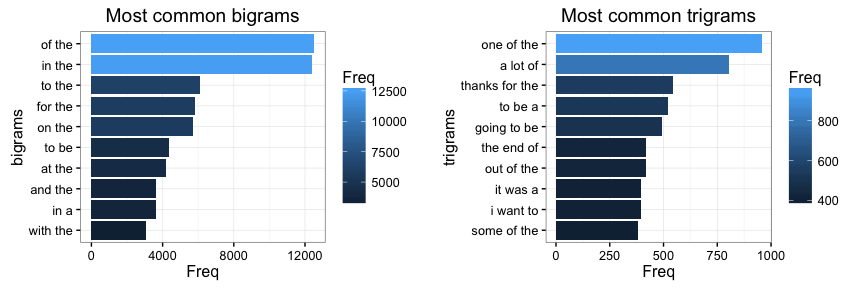 Most common bigrams
bigrams
of the
in the
to the
for the
on the
to be
at the
and the
in a
with the
0
4000
8000
12000
Freq
Freq
12500
10000
7500
5000
Most common trigrams
trigrams
one of the
a lot of
thanks for the
to be a
going to be
the end of
out of the
it was a
i want to
some of the
0
250
500
750
1000
Freq
Freq
800
600
400